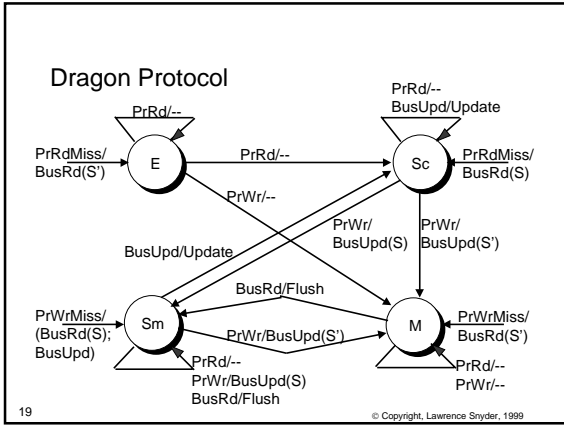 Dragon Protocol
PrRd/--
PrRd/--
BusUpd/Update
PrRdMiss/
BusRd(S’)
E
PrRd/--
Sc
PrRdMiss/
BusRd(S)
PrWr/--
BusUpd/Update
PrWr/
BusUpd(S)
PrWr/
BusUpd(S’)
BusRd/Flush
PrWrMiss/
(BusRd(S);
BusUpd)
Sm
PrWr/BusUpd(S’)
M
PrWrMiss/
BusRd(S’)
PrRd/--
PrWr/BusUpd(S)
BusRd/Flush
PrRd/--
PrWr/--
19
© Copyright, Lawrence Snyder, 1999